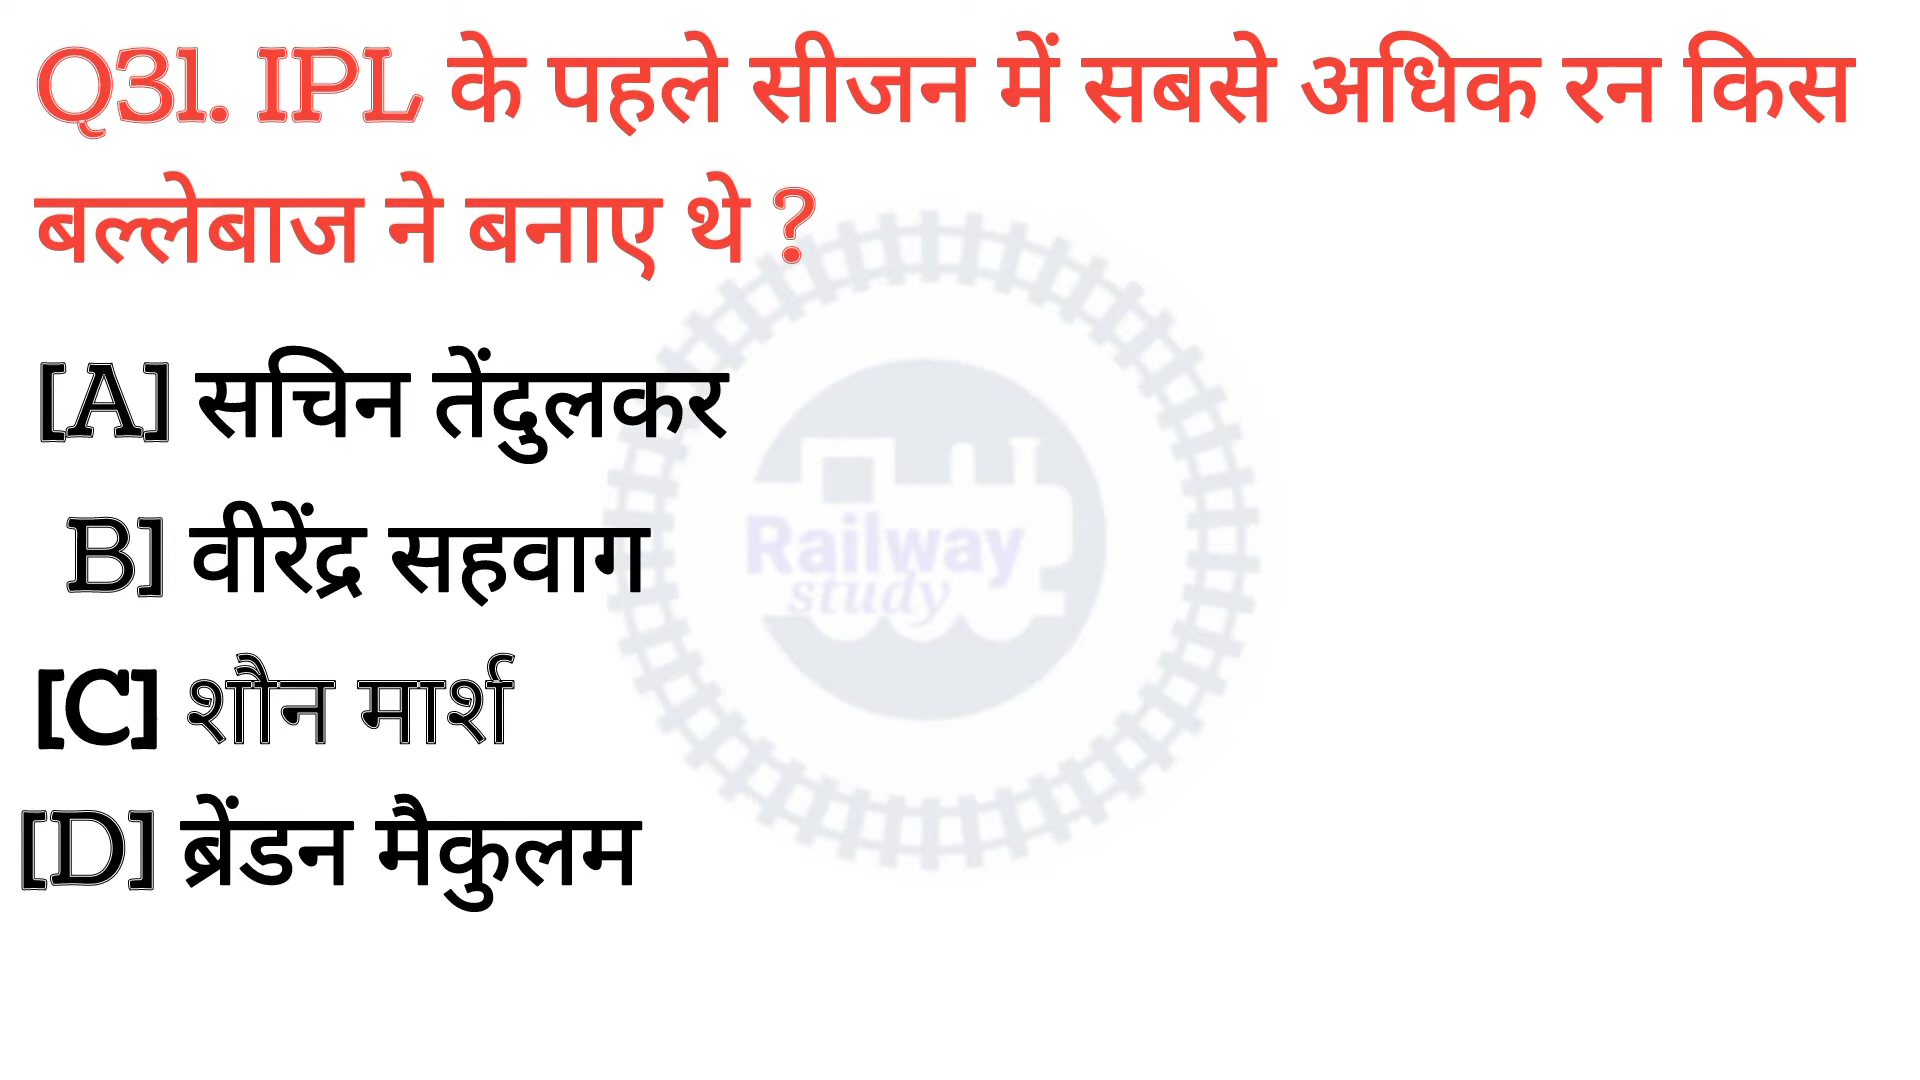 Q31. IPL के पहले सीजन में सबसे अधिक रन किस
बल्लेबाज ने बनाए थे ?
[A] सचिन तेंदुलकर
B] वीरेंद्र सहवाग
[C] शौन मार्श
[D] ब्रेंडन मैकुलम
Railway
study